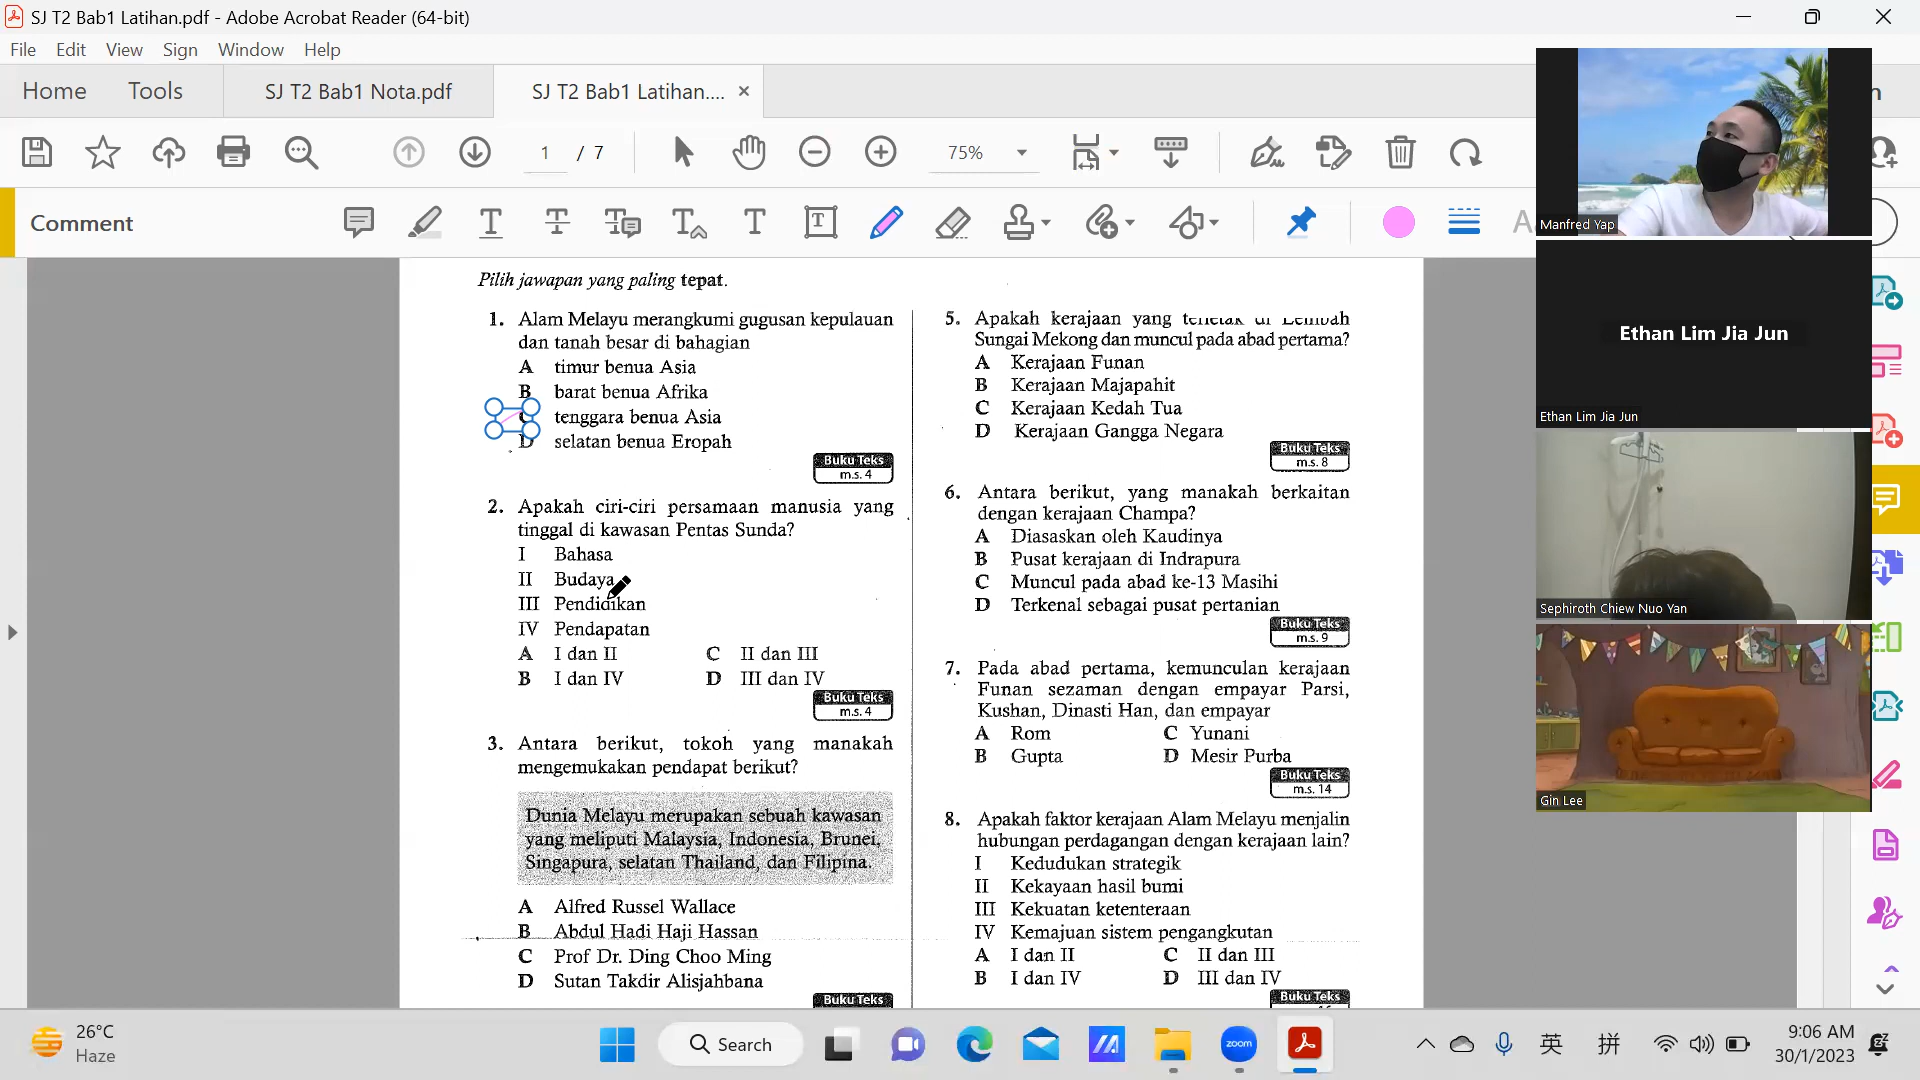 SJ T2 Bab1 Latihan.pdf - Adobe Acrobat Reader (64-bit)
File Edit View Sign Window Help
Home Tools SJ T2 Bab1 Nota.pdf SJ T2 Bab1 Latihan.... ×
1 / 7 75%
Comment
Pilih jawapan yang paling tepat.
1. Alam Melayu merangkumi gugusan kepulauan
dan tanah besar di bahagian
A timur benua Asia
B barat benua Afrika
C tenggara benua Asia
D selatan benua Eropah
Buku Teks
m.s. 4
2. Apakah ciri-ciri persamaan manusia yang
tinggal di kawasan Pentas Sunda?
I Bahasa
II Budaya
III Pendidikan
IV Pendapatan
A I dan II C II dan III
B I dan IV D III dan IV
Buku Teks
m.s. 4
3. Antara berikut, tokoh yang manakah
mengemukakan pendapat berikut?
Dunia Melayu merupakan sebuah kawasan
yang meliputi Malaysia, Indonesia, Brunei,
Singapura, selatan Thailand, dan Filipina.
A Alfred Russel Wallace
B Abdul Hadi Haji Hassan
C Prof Dr. Ding Choo Ming
D Sutan Takdir Alisjahbana
Buku Teks
5. Apakah kerajaan yang terletak di Lembah
Sungai Mekong dan muncul pada abad pertama?
A Kerajaan Funan
B Kerajaan Majapahit
C Kerajaan Kedah Tua
D Kerajaan Gangga Negara
Buku Teks
m.s. 8
6. Antara berikut, yang manakah berkaitan
dengan kerajaan Champa?
A Diasaskan oleh Kaudinya
B Pusat kerajaan di Indrapura
C Muncul pada abad ke-13 Masihi
D Terkenal sebagai pusat pertanian
Buku Teks
m.s. 9
7. Pada abad pertama, kemunculan kerajaan
Funan sezaman dengan empayar Parsi,
Kushan, Dinasti Han, dan empayar
A Rom C Yunani
B Gupta D Mesir Purba
Buku Teks
m.s. 14
8. Apakah faktor kerajaan Alam Melayu menjalin
hubungan perdagangan dengan kerajaan lain?
I Kedudukan strategik
II Kekayaan hasil bumi
III Kekuatan ketenteraan
IV Kemajuan sistem pengangkutan
A I dan II C II dan III
B I dan IV D III dan IV
Buku Teks
Manfred Yap
Ethan Lim Jia Jun
Ethan Lim Jia Jun
Sephiroth Chiew Nuo Yan
Gin Lee
26°C
Haze
Search
zoom
英 拼
9:06 AM
30/1/2023